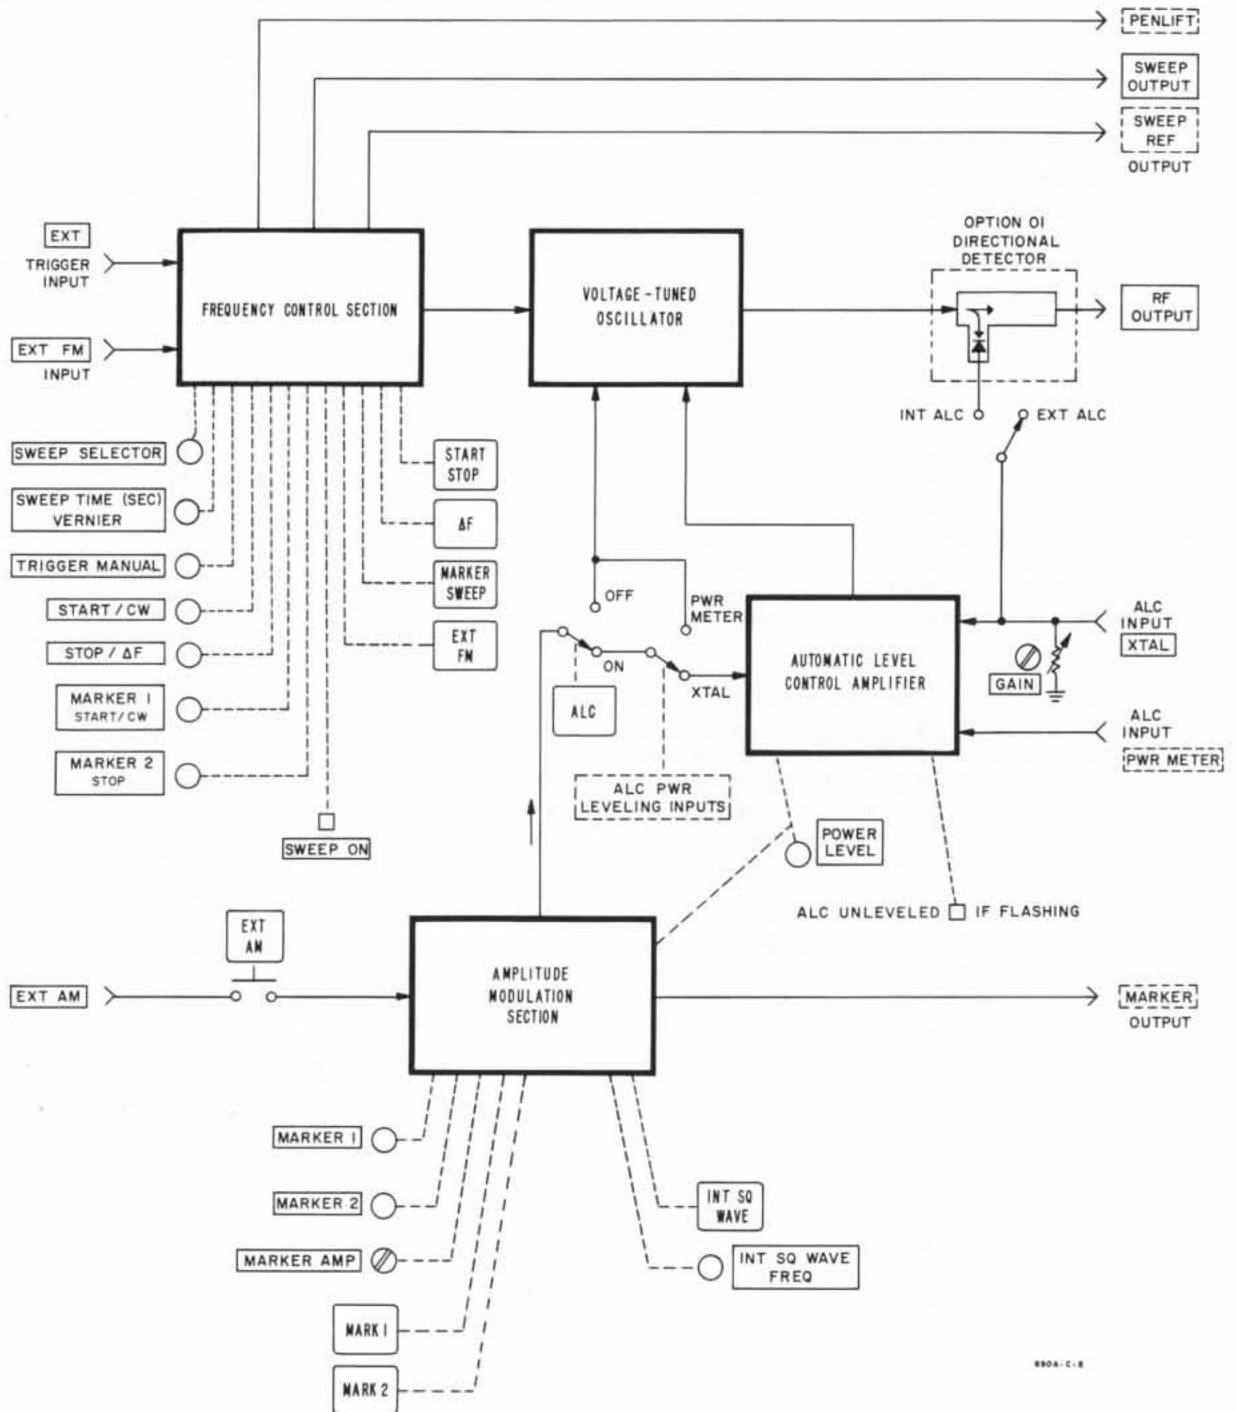 PENLIFT
SWEEP
OUTPUT
SWEEP
REF
OUTPUT
EXT
TRIGGER
INPUT
EXT FM
INPUT
FREQUENCY CONTROL SECTION
VOLTAGE-TUNED
OSCILLATOR
OPTION 01
DIRECTIONAL
DETECTOR
RF
OUTPUT
INT ALC
EXT ALC
SWEEP SELECTOR
SWEEP TIME (SEC)
VERNIER
TRIGGER MANUAL
START/CW
STOP/ΔF
MARKER 1
START/CW
MARKER 2
STOP
SWEEP ON
START
STOP
ΔF
MARKER
SWEEP
EXT
FM
OFF
ON
ALC
PWR
METER
XTAL
ALC PWR
LEVELING INPUTS
AUTOMATIC LEVEL
CONTROL AMPLIFIER
GAIN
ALC
INPUT
XTAL
ALC
INPUT
PWR METER
POWER
LEVEL
ALC UNLEVELED IF FLASHING
EXT
AM
EXT AM
AMPLITUDE
MODULATION
SECTION
MARKER
OUTPUT
MARKER 1
MARKER 2
MARKER AMP
MARK 1
MARK 2
INT SQ
WAVE
INT SQ WAVE
FREQ